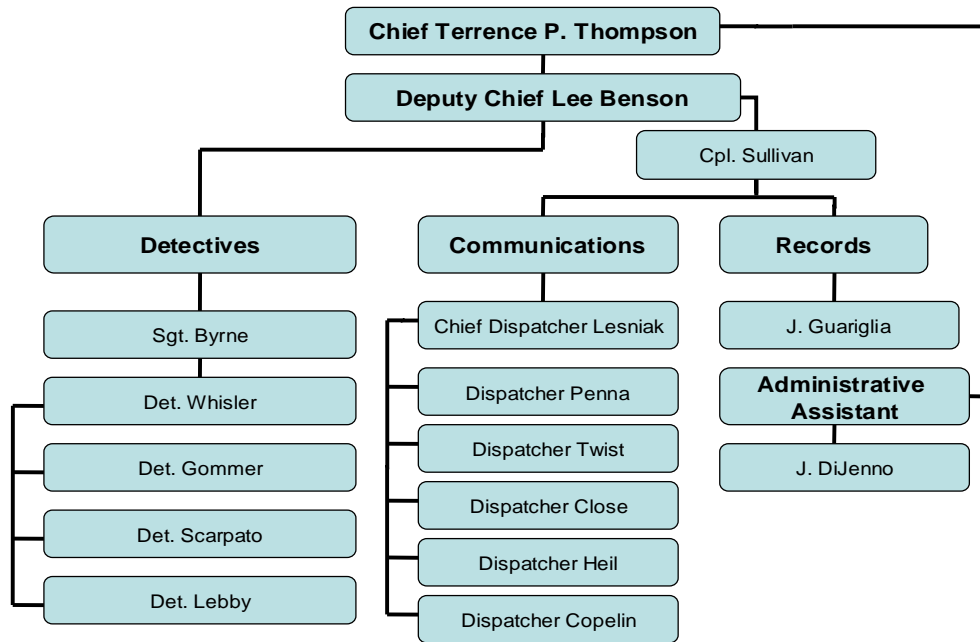 Chief Terrence P. Thompson
Deputy Chief Lee Benson
Cpl. Sullivan
Detectives
Communications
Records
Sgt. Byrne
Chief Dispatcher Lesniak
J. Guariglia
Det. Whisler
Dispatcher Penna
Administrative
Assistant
Det. Gommer
Dispatcher Twist
J. DiJenno
Det. Scarpato
Dispatcher Close
Det. Lebby
Dispatcher Heil
Dispatcher Copelin